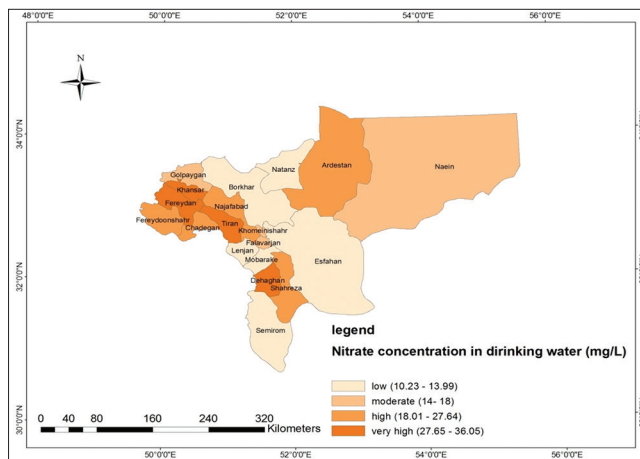 48°0'0"E
50°0'0"E
52°0'0"E
54°0'0"E
56°0'0"E
N
34°0'0"N
32°0'0"N
30°0'0"N
Golpaygan
Khansar
Fereydan
Fereydoonshahr
Chadegan
Borkhar
Najafabad
Tiran
Khomeinishahr
Falavarjan
Lenjan
Mobarake
Natanz
Ardestan
Naein
Esfahan
Dehaghan
Shahreza
Semirom
legend
Nitrate concentration in dirinking water (mg/L)
low (10.23 - 13.99)
moderate (14- 18)
high (18.01 - 27.64)
very high (27.65 - 36.05)
0 40 80 160 240 320
Kilometers
50°0'0"E
52°0'0"E
54°0'0"E
56°0'0"E